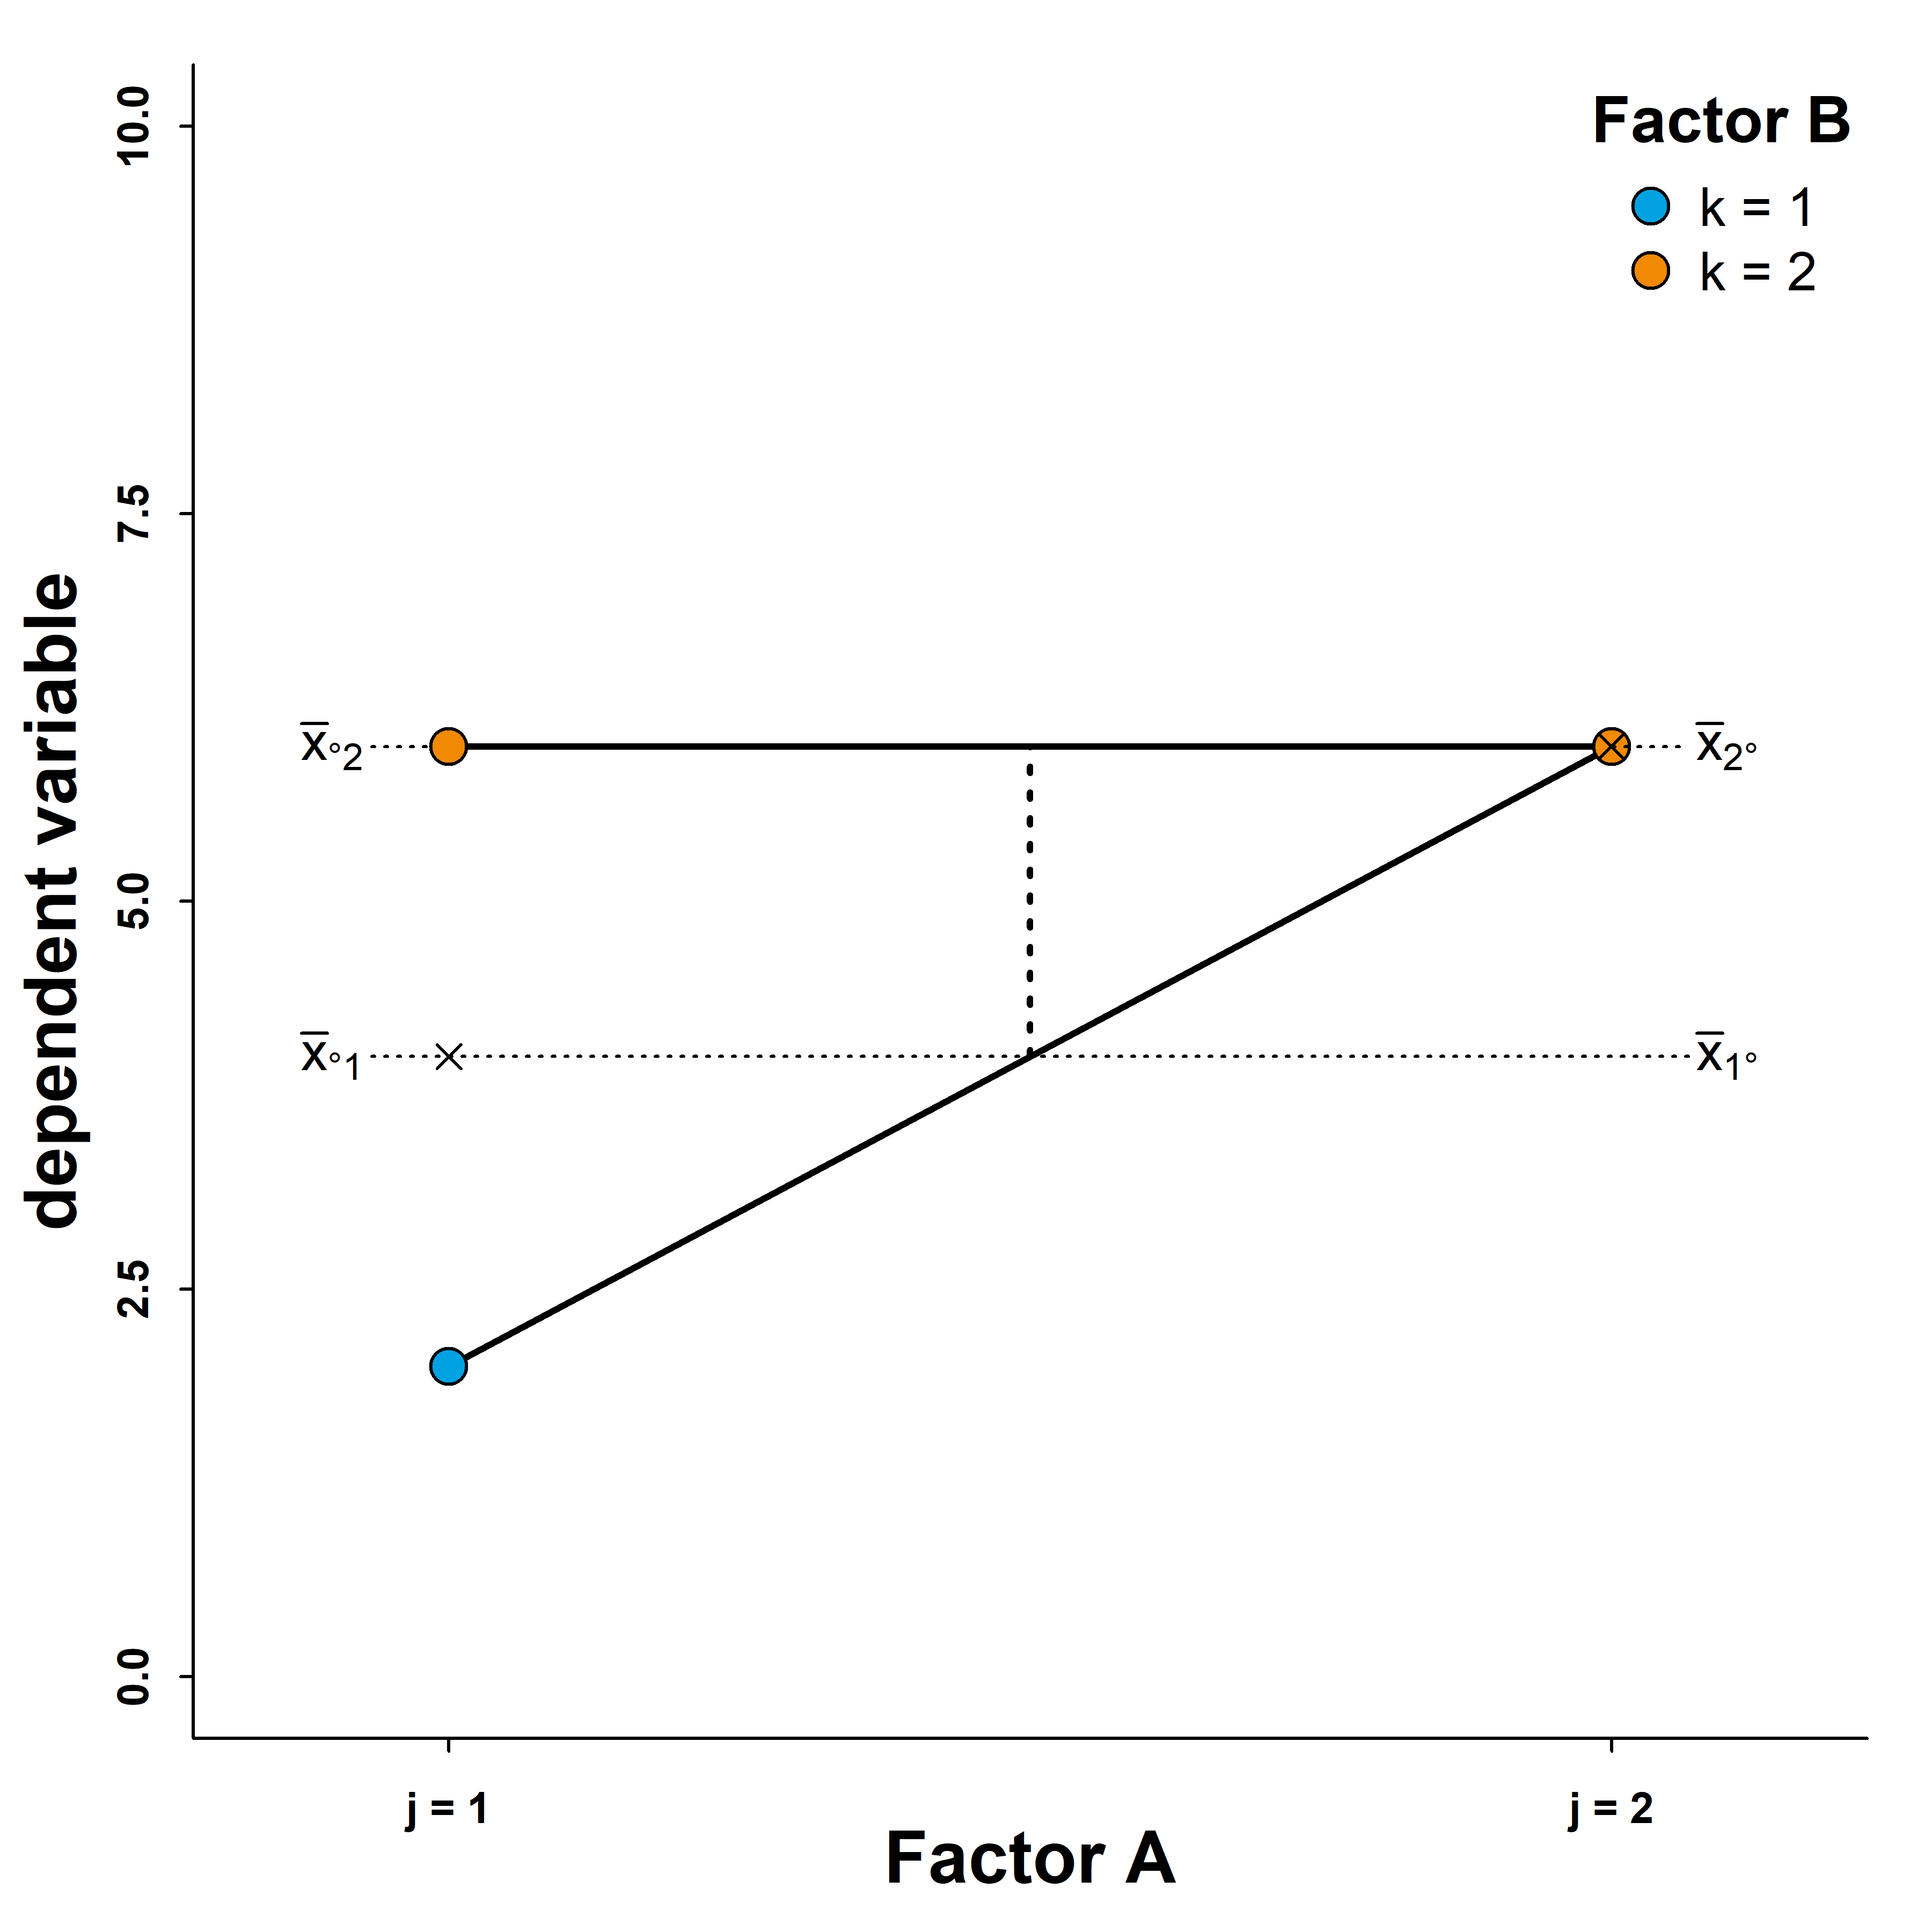 Factor B
k = 1
k = 2
dependent variable
10.0
7.5
5.0
2.5
0.0
x̅°2
x̅2°
x̅°1
x̅1°
j = 1
j = 2
Factor A